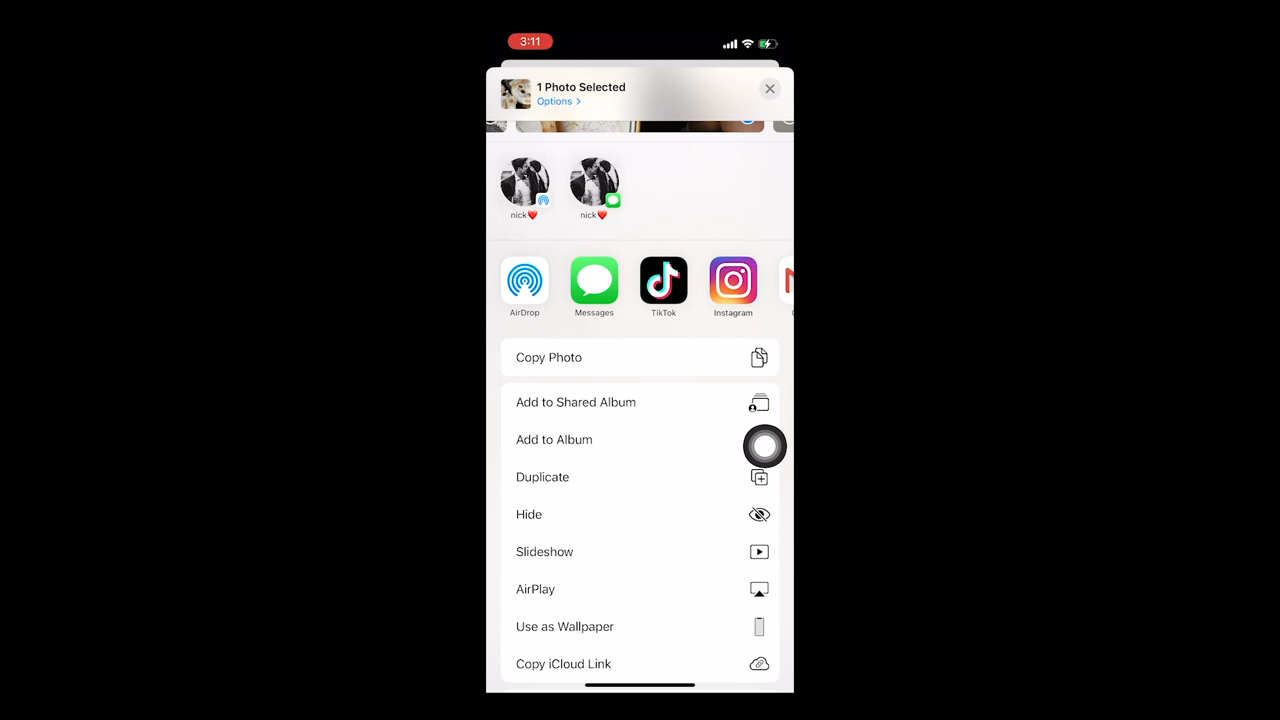 3:11
1 Photo Selected
Options >
nick❤️ nick❤️
AirDrop Messages TikTok Instagram
Copy Photo
Add to Shared Album
Add to Album
Duplicate
Hide
Slideshow
AirPlay
Use as Wallpaper
Copy iCloud Link